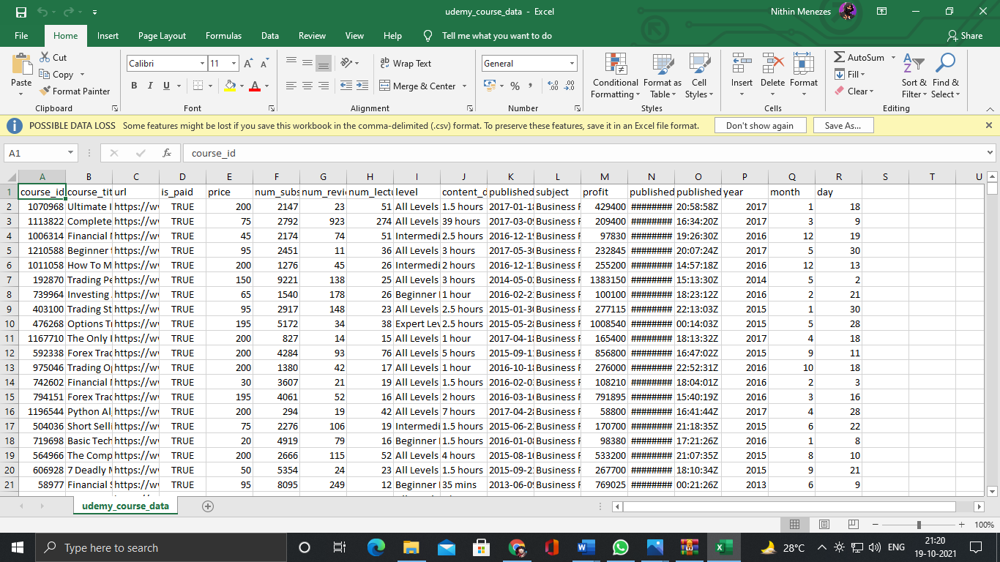 udemy_course_data - Excel
Nithin Menezes
File Home Insert Page Layout Formulas Data Review View Help Tell me what you want to do Share
Paste Cut Copy Format Painter Clipboard
Calibri 11 A A B I U A Font
Wrap Text Merge & Center Alignment
General % , .00 Number
Conditional Formatting Format as Table Cell Styles Styles
Insert Delete Format Cells
AutoSum Fill Clear Sort & Filter Find & Select Editing
POSSIBLE DATA LOSS Some features might be lost if you save this workbook in the comma-delimited (.csv) format. To preserve these features, save it in an Excel file format. Don't show again Save As...
A1 fx course_id
A B C D E F G H I J K L M N O P Q R S T U
1 course_id course_tit url is_paid price num_subs num_revie num_lectu level content_d published subject profit published published year month day
2 1070968 Ultimate I https://w TRUE 200 2147 23 51 All Levels 1.5 hours 2017-01-18 Business F 429400 ######## 20:58:58Z 2017 1 18
3 1113822 Complete https://w TRUE 75 2792 923 274 All Levels 39 hours 2017-03-09 Business F 209400 ######## 16:34:20Z 2017 3 9
4 1006314 Financial https://w TRUE 45 2174 74 51 Intermedi 2.5 hours 2016-12-19 Business F 97830 ######## 19:26:30Z 2016 12 19
5 1210588 Beginner https://w TRUE 95 2451 11 36 All Levels 3 hours 2017-05-30 Business F 232845 ######## 20:07:24Z 2017 5 30
6 1011058 How To M https://w TRUE 200 1276 45 26 Intermedi 2 hours 2016-12-1 Business F 255200 ######## 14:57:18Z 2016 12 13
7 192870 Trading Pe https://w TRUE 150 9221 138 25 All Levels 3 hours 2014-05-0 Business F 1383150 ######## 15:13:30Z 2014 5 2
8 739964 Investing https://w TRUE 65 1540 178 26 Beginner 1 hour 2016-02-2 Business F 100100 ######## 18:23:12Z 2016 2 21
9 403100 Trading St https://w TRUE 95 2917 148 23 All Levels 2.5 hours 2015-01-30 Business F 277115 ######## 22:13:03Z 2015 1 30
10 476268 Options T https://w TRUE 195 5172 34 38 Expert Lev 2.5 hours 2015-05-28 Business F 1008540 ######## 00:14:03Z 2015 5 28
11 1167710 The Only https://w TRUE 200 827 14 15 All Levels 1 hour 2017-04-18 Business F 165400 ######## 18:13:32Z 2017 4 18
12 592338 Forex Trad https://w TRUE 200 4284 93 76 All Levels 5 hours 2015-09-1 Business F 856800 ######## 16:47:02Z 2015 9 11
13 975046 Trading O https://w TRUE 200 1380 42 17 All Levels 1 hour 2016-10-18 Business F 276000 ######## 22:52:31Z 2016 10 18
14 742602 Financial https://w TRUE 30 3607 21 19 All Levels 1.5 hours 2016-02-0 Business F 108210 ######## 18:04:01Z 2016 2 3
15 794151 Forex Trad https://w TRUE 195 4061 52 16 All Levels 2 hours 2016-03-16 Business F 791895 ######## 15:40:19Z 2016 3 16
16 1196544 Python Al https://w TRUE 200 294 19 42 All Levels 7 hours 2017-04-28 Business F 58800 ######## 16:41:44Z 2017 4 28
17 504036 Short Selli https://w TRUE 75 2276 106 19 Intermedi 1.5 hours 2015-06-2 Business F 170700 ######## 21:18:35Z 2015 6 22
18 719698 Basic Tech https://w TRUE 20 4919 79 16 Beginner 1.5 hours 2016-01-08 Business F 98380 ######## 17:21:26Z 2016 1 8
19 564966 The Comp https://w TRUE 200 2666 115 52 All Levels 4 hours 2015-08-10 Business F 533200 ######## 21:07:35Z 2015 8 10
20 606928 7 Deadly https://w TRUE 50 5354 24 23 All Levels 1.5 hours 2015-09-2 Business F 267700 ######## 18:10:34Z 2015 9 21
21 58977 Financial S https://w TRUE 95 8095 249 12 Beginner 35 mins 2013-06-09 Business F 769025 ######## 00:21:26Z 2013 6 9
udemy_course_data
100%
Type here to search 28°C ENG 21:20
19-10-2021